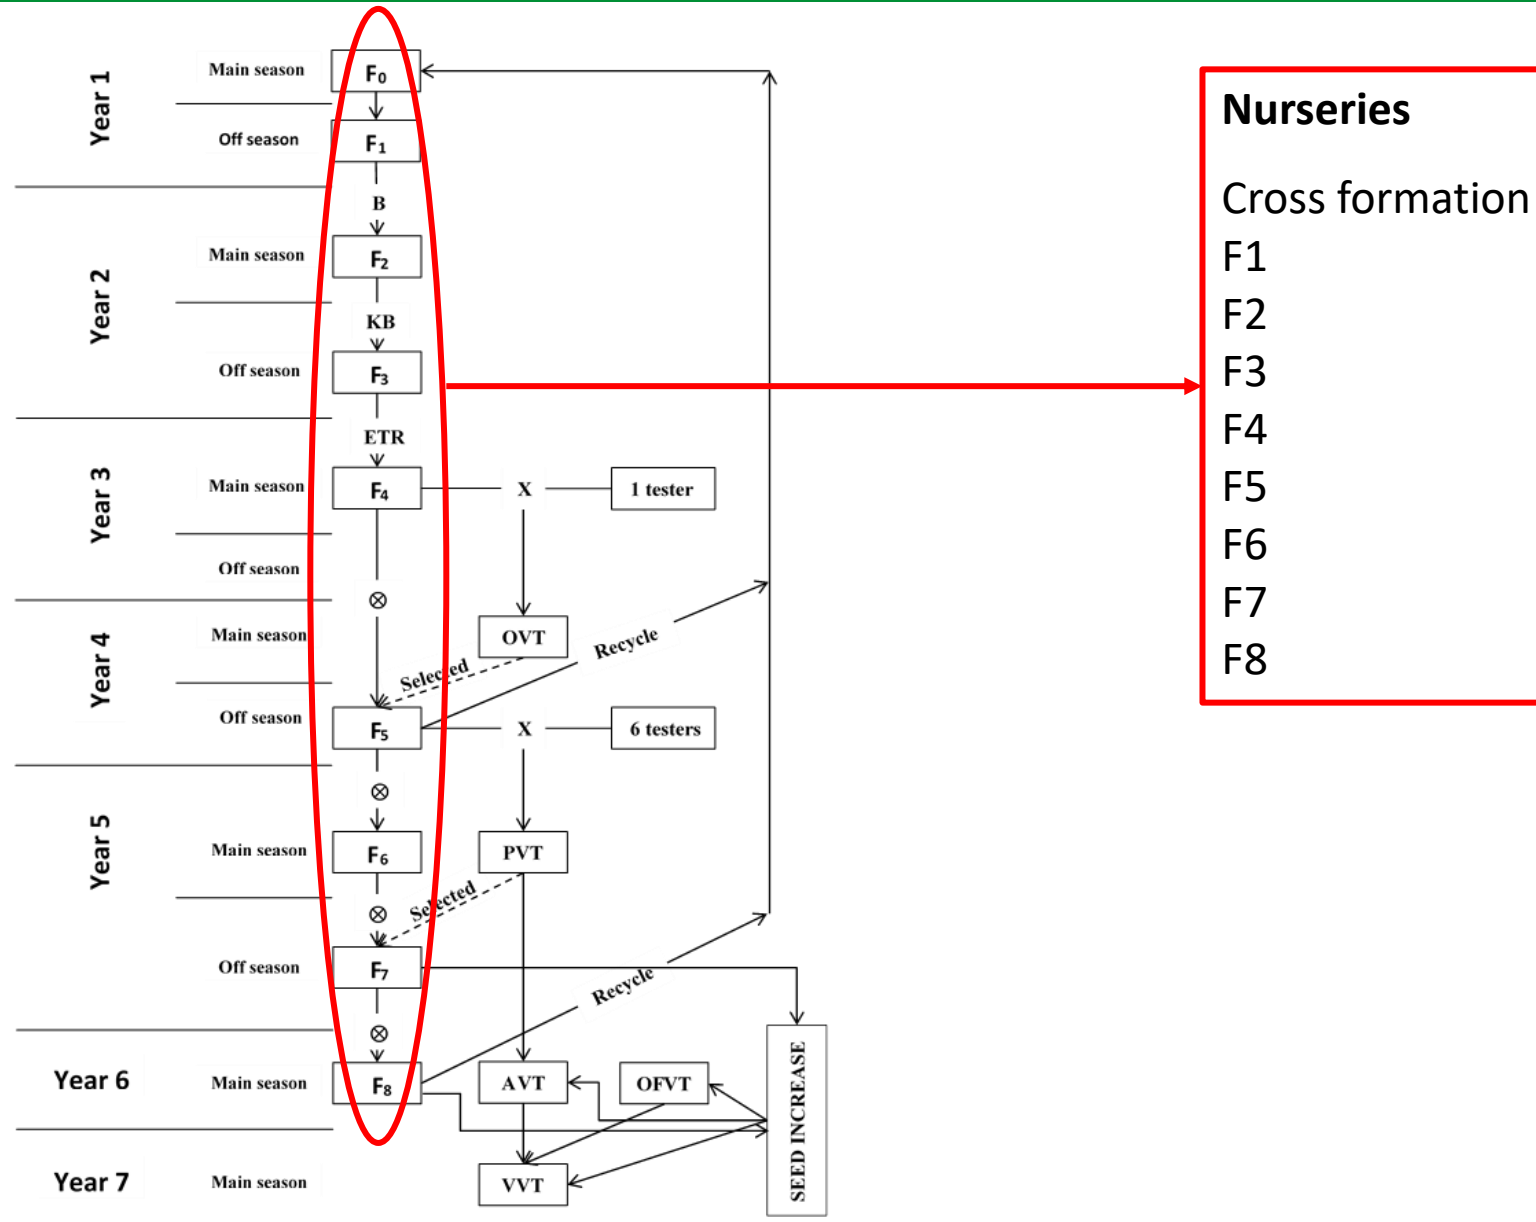 Year 1
Main season
F₀
Off season
F₁
B
Year 2
Main season
F₂
KB
Off season
F₃
ETR
Year 3
Main season
F₄
X
1 tester
Off season
⊗
Year 4
Main season
OVT
Recycle
Selected
Off season
F₅
X
6 testers
Year 5
⊗
Main season
F₆
PVT
⊗
Selected
Off season
F₇
Recycle
⊗
Year 6
Main season
F₈
AVT
OFVT
SEED INCREASE
Year 7
Main season
VVT
Nurseries
Cross formation
F1
F2
F3
F4
F5
F6
F7
F8